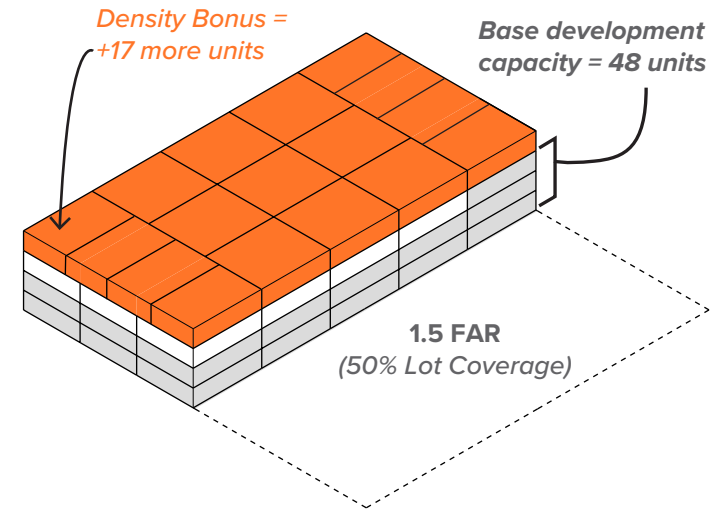 Density Bonus =
+17 more units
Base development
capacity = 48 units
1.5 FAR
(50% Lot Coverage)